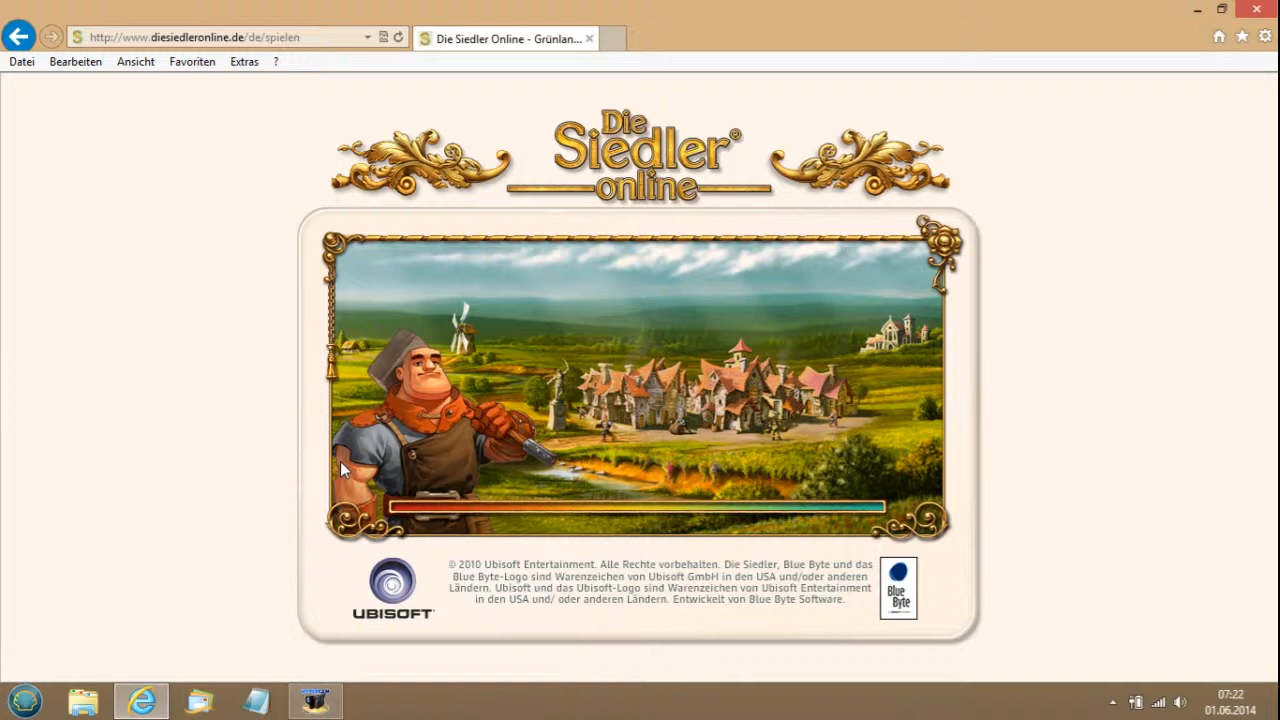 http://www.diesiedleronline.de/de/spielen
Die Siedler Online - Grünlan...
Datei Bearbeiten Ansicht Favoriten Extras ?
Die
Siedler®
online
UBISOFT
© 2010 Ubisoft Entertainment. Alle Rechte vorbehalten. Die Siedler, Blue Byte und das
Blue Byte-Logo sind Warenzeichen von Ubisoft GmbH in den USA und/oder anderen
Ländern. Ubisoft und das Ubisoft-Logo sind Warenzeichen von Ubisoft Entertainment
in den USA und/ oder anderen Ländern. Entwickelt von Blue Byte Software.
Blue
Byte
HYPERCAM
07:22
01.06.2014